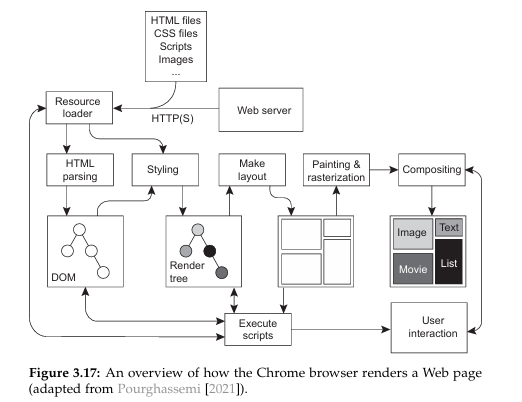 HTML files
CSS files
Scripts
Images
...
Resource
loader
HTTP(S)
Web server
HTML
parsing
Styling
Make
layout
Painting &
rasterization
Compositing
DOM
Render
tree
Image
Text
Movie
List
Execute
scripts
User
interaction
Figure 3.17: An overview of how the Chrome browser renders a Web page
(adapted from Pourghassemi [2021]).